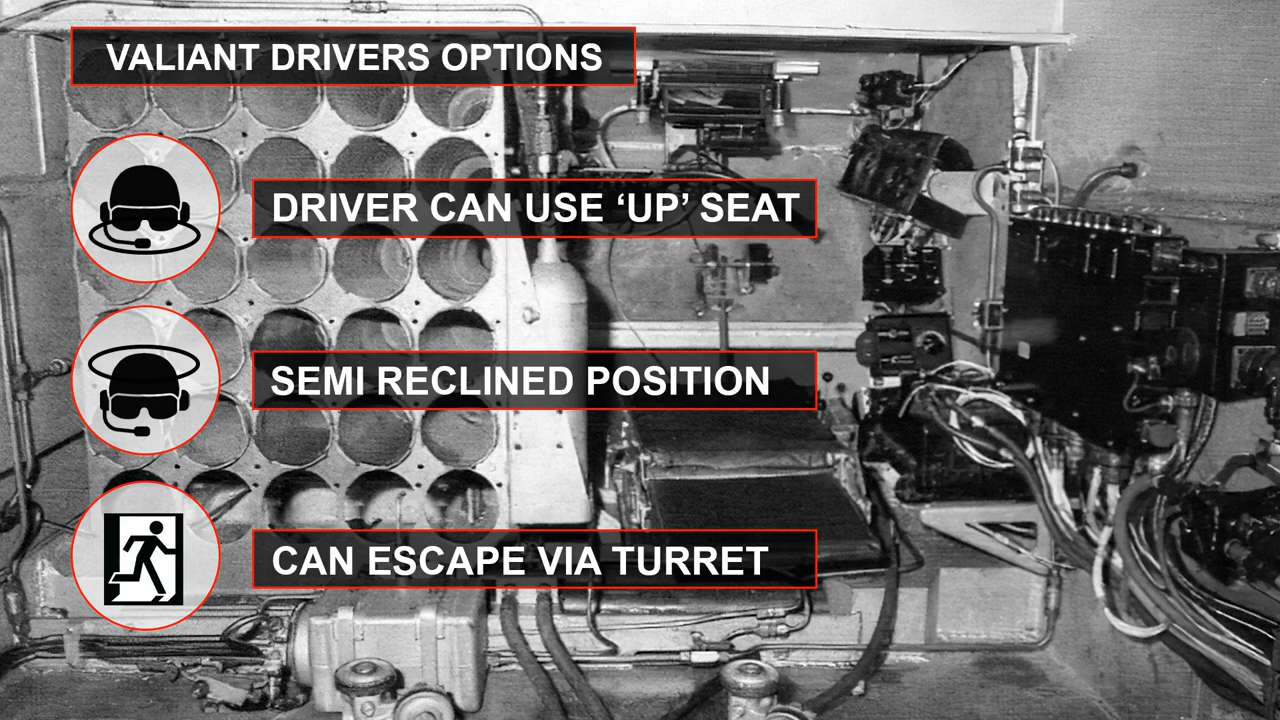 VALIANT DRIVERS OPTIONS
DRIVER CAN USE ‘UP’ SEAT
SEMI RECLINED POSITION
CAN ESCAPE VIA TURRET